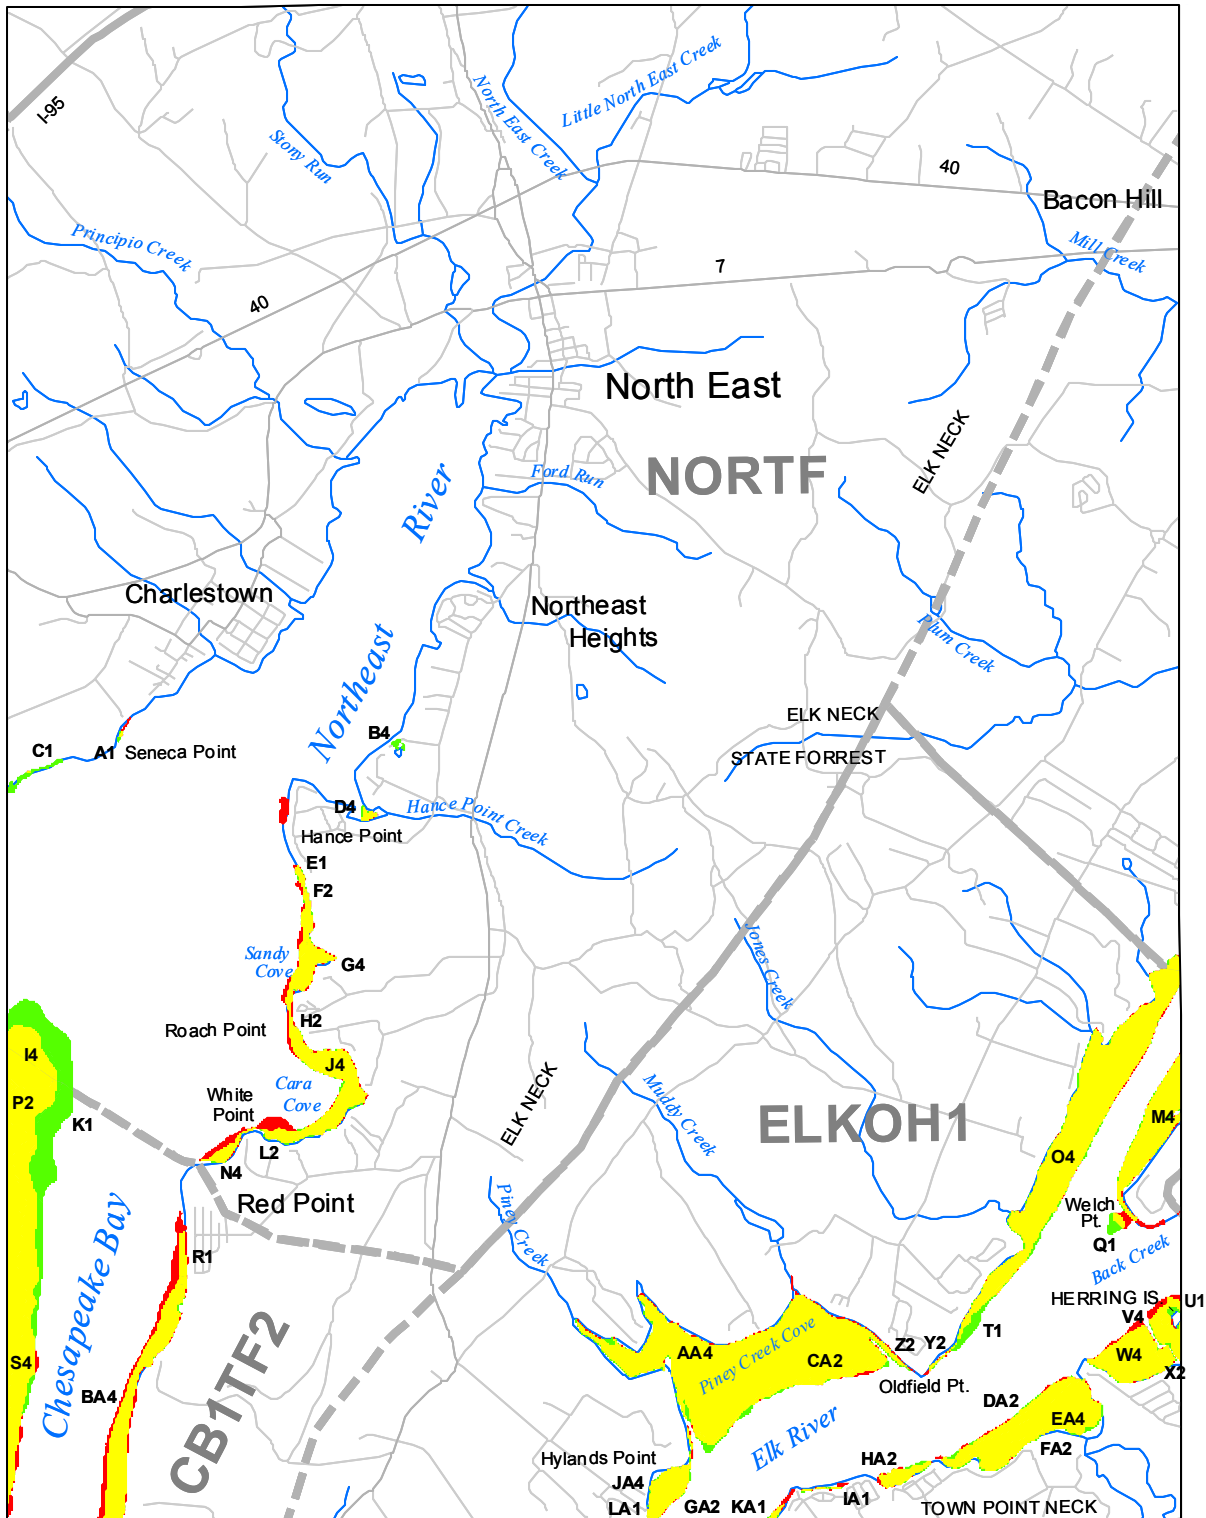 I-95
Stony Run
North East Creek
Little North East Creek
40
Bacon Hill
Mill Creek
Principio Creek
40
7
North East
ELK NECK
NORTF
Ford Run
River
Charlestown
Northeast
Heights
Plum Creek
Northeast
ELK NECK
STATE FORREST
B4
C1
A1
Seneca Point
D4
Hance Point Creek
Hance Point
E1
F2
Sandy
Cove
G4
Jones Creek
H2
Roach Point
I4
J4
P2
White
Point
Cara
Cove
K1
ELK NECK
Muddy Creek
ELKOH1
M4
L2
N4
O4
Red Point
Piney Creek
Welch
Pt.
Q1
Back Creek
R1
Chesapeake Bay
HERRING IS.
U1
V4
T1
Z2
Y2
W4
X2
S4
AA4
Piney Creek Cove
CA2
Oldfield Pt.
BA4
CB1TF2
DA2
EA4
FA2
Elk River
Hylands Point
HA2
JA4
LA1
GA2
KA1
IA1
TOWN POINT NECK